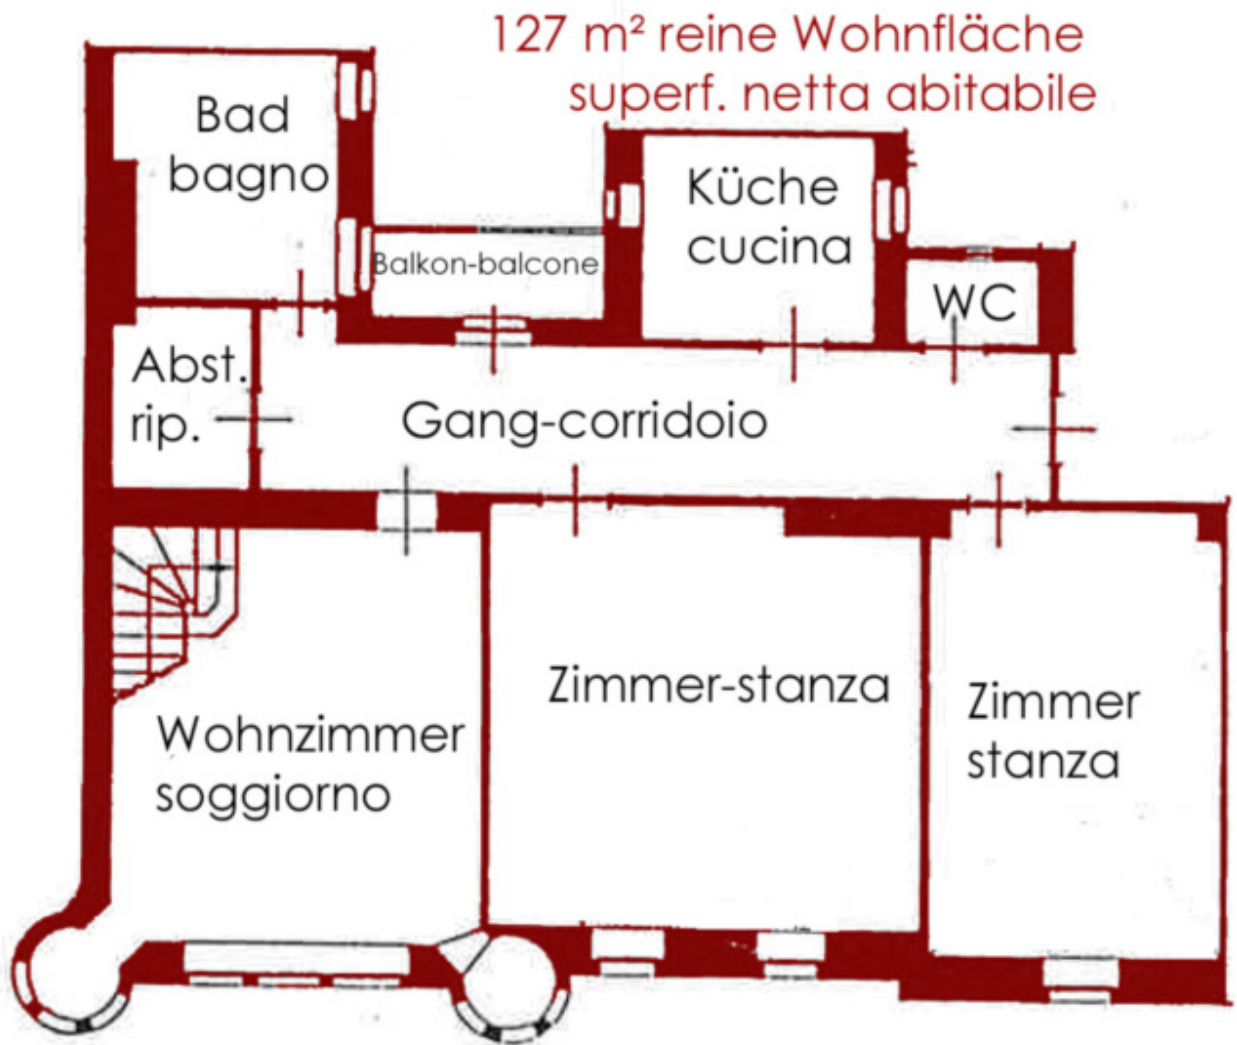 127 m² reine Wohnfläche
superf. netta abitabile
Bad
bagno
Küche
cucina
Balkon-balcone
WC
Abst.
rip.
Gang-corridoio
Zimmer-stanza
Zimmer
stanza
Wohnzimmer
soggiorno